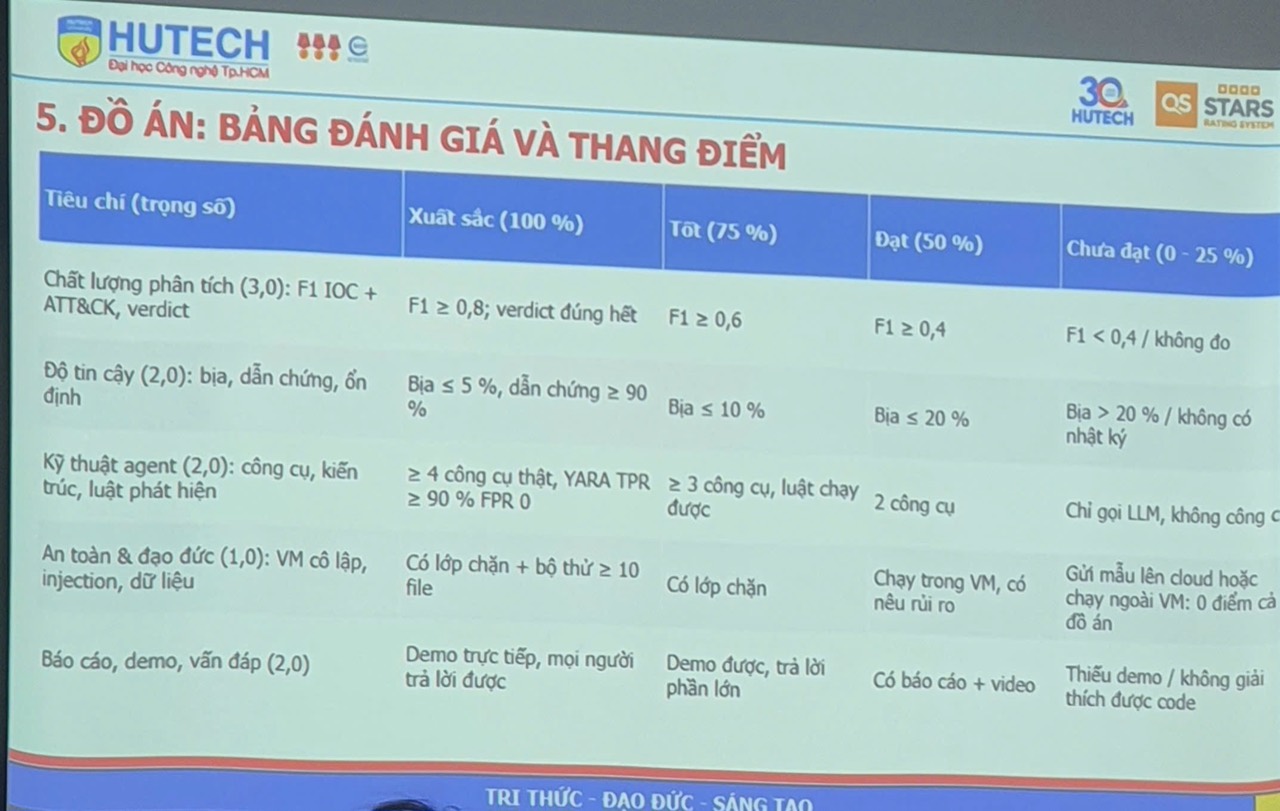 HUTECH
Đại học Công nghệ Tp.HCM
30
HUTECH
QS
STARS
RATING SYSTEM
5. ĐỒ ÁN: BẢNG ĐÁNH GIÁ VÀ THANG ĐIỂM
Tiêu chí (trọng số)
Xuất sắc (100 %)
Tốt (75 %)
Đạt (50 %)
Chưa đạt (0 - 25 %)
Chất lượng phân tích (3,0): F1 IOC +
ATT&CK, verdict
F1 ≥ 0,8; verdict đúng hết
F1 ≥ 0,6
F1 ≥ 0,4
F1 < 0,4 / không đo
Độ tin cậy (2,0): bịa, dẫn chứng, ổn
định
Bịa ≤ 5 %, dẫn chứng ≥ 90
%
Bịa ≤ 10 %
Bịa ≤ 20 %
Bịa > 20 % / không có
nhật ký
Kỹ thuật agent (2,0): công cụ, kiến
trúc, luật phát hiện
≥ 4 công cụ thật, YARA TPR
≥ 90 % FPR 0
≥ 3 công cụ, luật chạy
được
2 công cụ
Chỉ gọi LLM, không công c
An toàn & đạo đức (1,0): VM cô lập,
injection, dữ liệu
Có lớp chặn + bộ thử ≥ 10
file
Có lớp chặn
Chạy trong VM, có
nêu rủi ro
Gửi mẫu lên cloud hoặc
chạy ngoài VM: 0 điểm cả
đồ án
Báo cáo, demo, vấn đáp (2,0)
Demo trực tiếp, mọi người
trả lời được
Demo được, trả lời
phần lớn
Có báo cáo + video
Thiếu demo / không giải
thích được code
TRI THỨC - ĐẠO ĐỨC - SÁNG TẠO